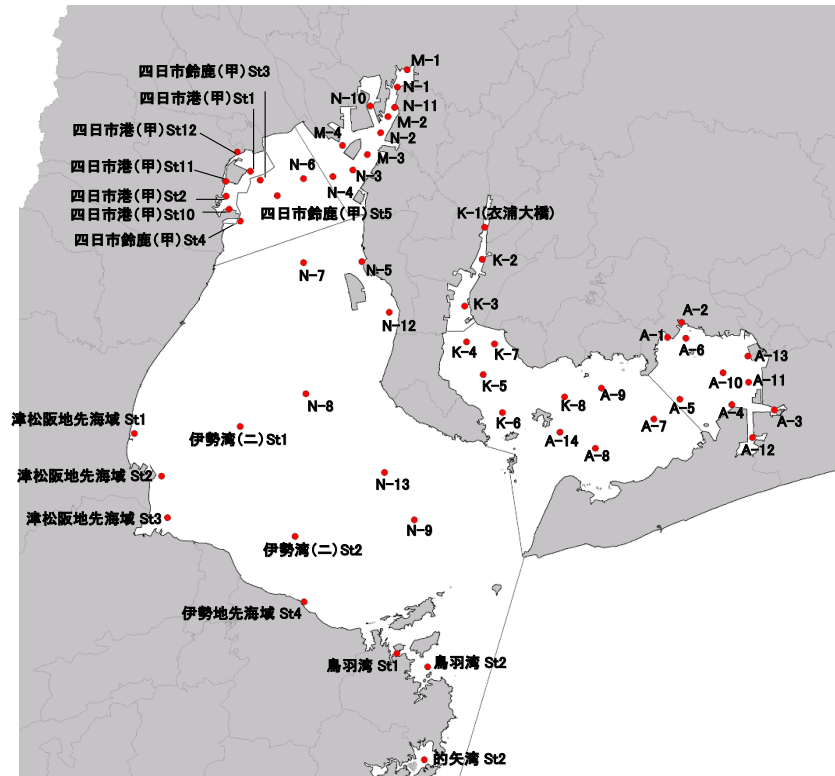 M-1
四日市鈴鹿(甲)St3
N-1
四日市港(甲)St1
N-10
N-11
M-2
四日市港(甲)St12
M-4
N-2
M-3
四日市港(甲)St11
N-6
N-3
N-4
四日市港(甲)St2
四日市港(甲)St10
四日市鈴鹿(甲)St5
K-1(衣浦大橋)
四日市鈴鹿(甲)St4
K-2
N-7
N-5
K-3
A-2
N-12
A-1
A-6
K-4
K-7
A-13
K-5
A-10
A-11
N-8
K-8
A-9
A-5
A-4
津松阪地先海域 St1
K-6
A-7
A-3
伊勢湾(二)St1
A-14
A-12
A-8
津松阪地先海域 St2
N-13
津松阪地先海域 St3
N-9
伊勢湾(二)St2
伊勢地先海域 St4
鳥羽湾 St1
鳥羽湾 St2
的矢湾 St2